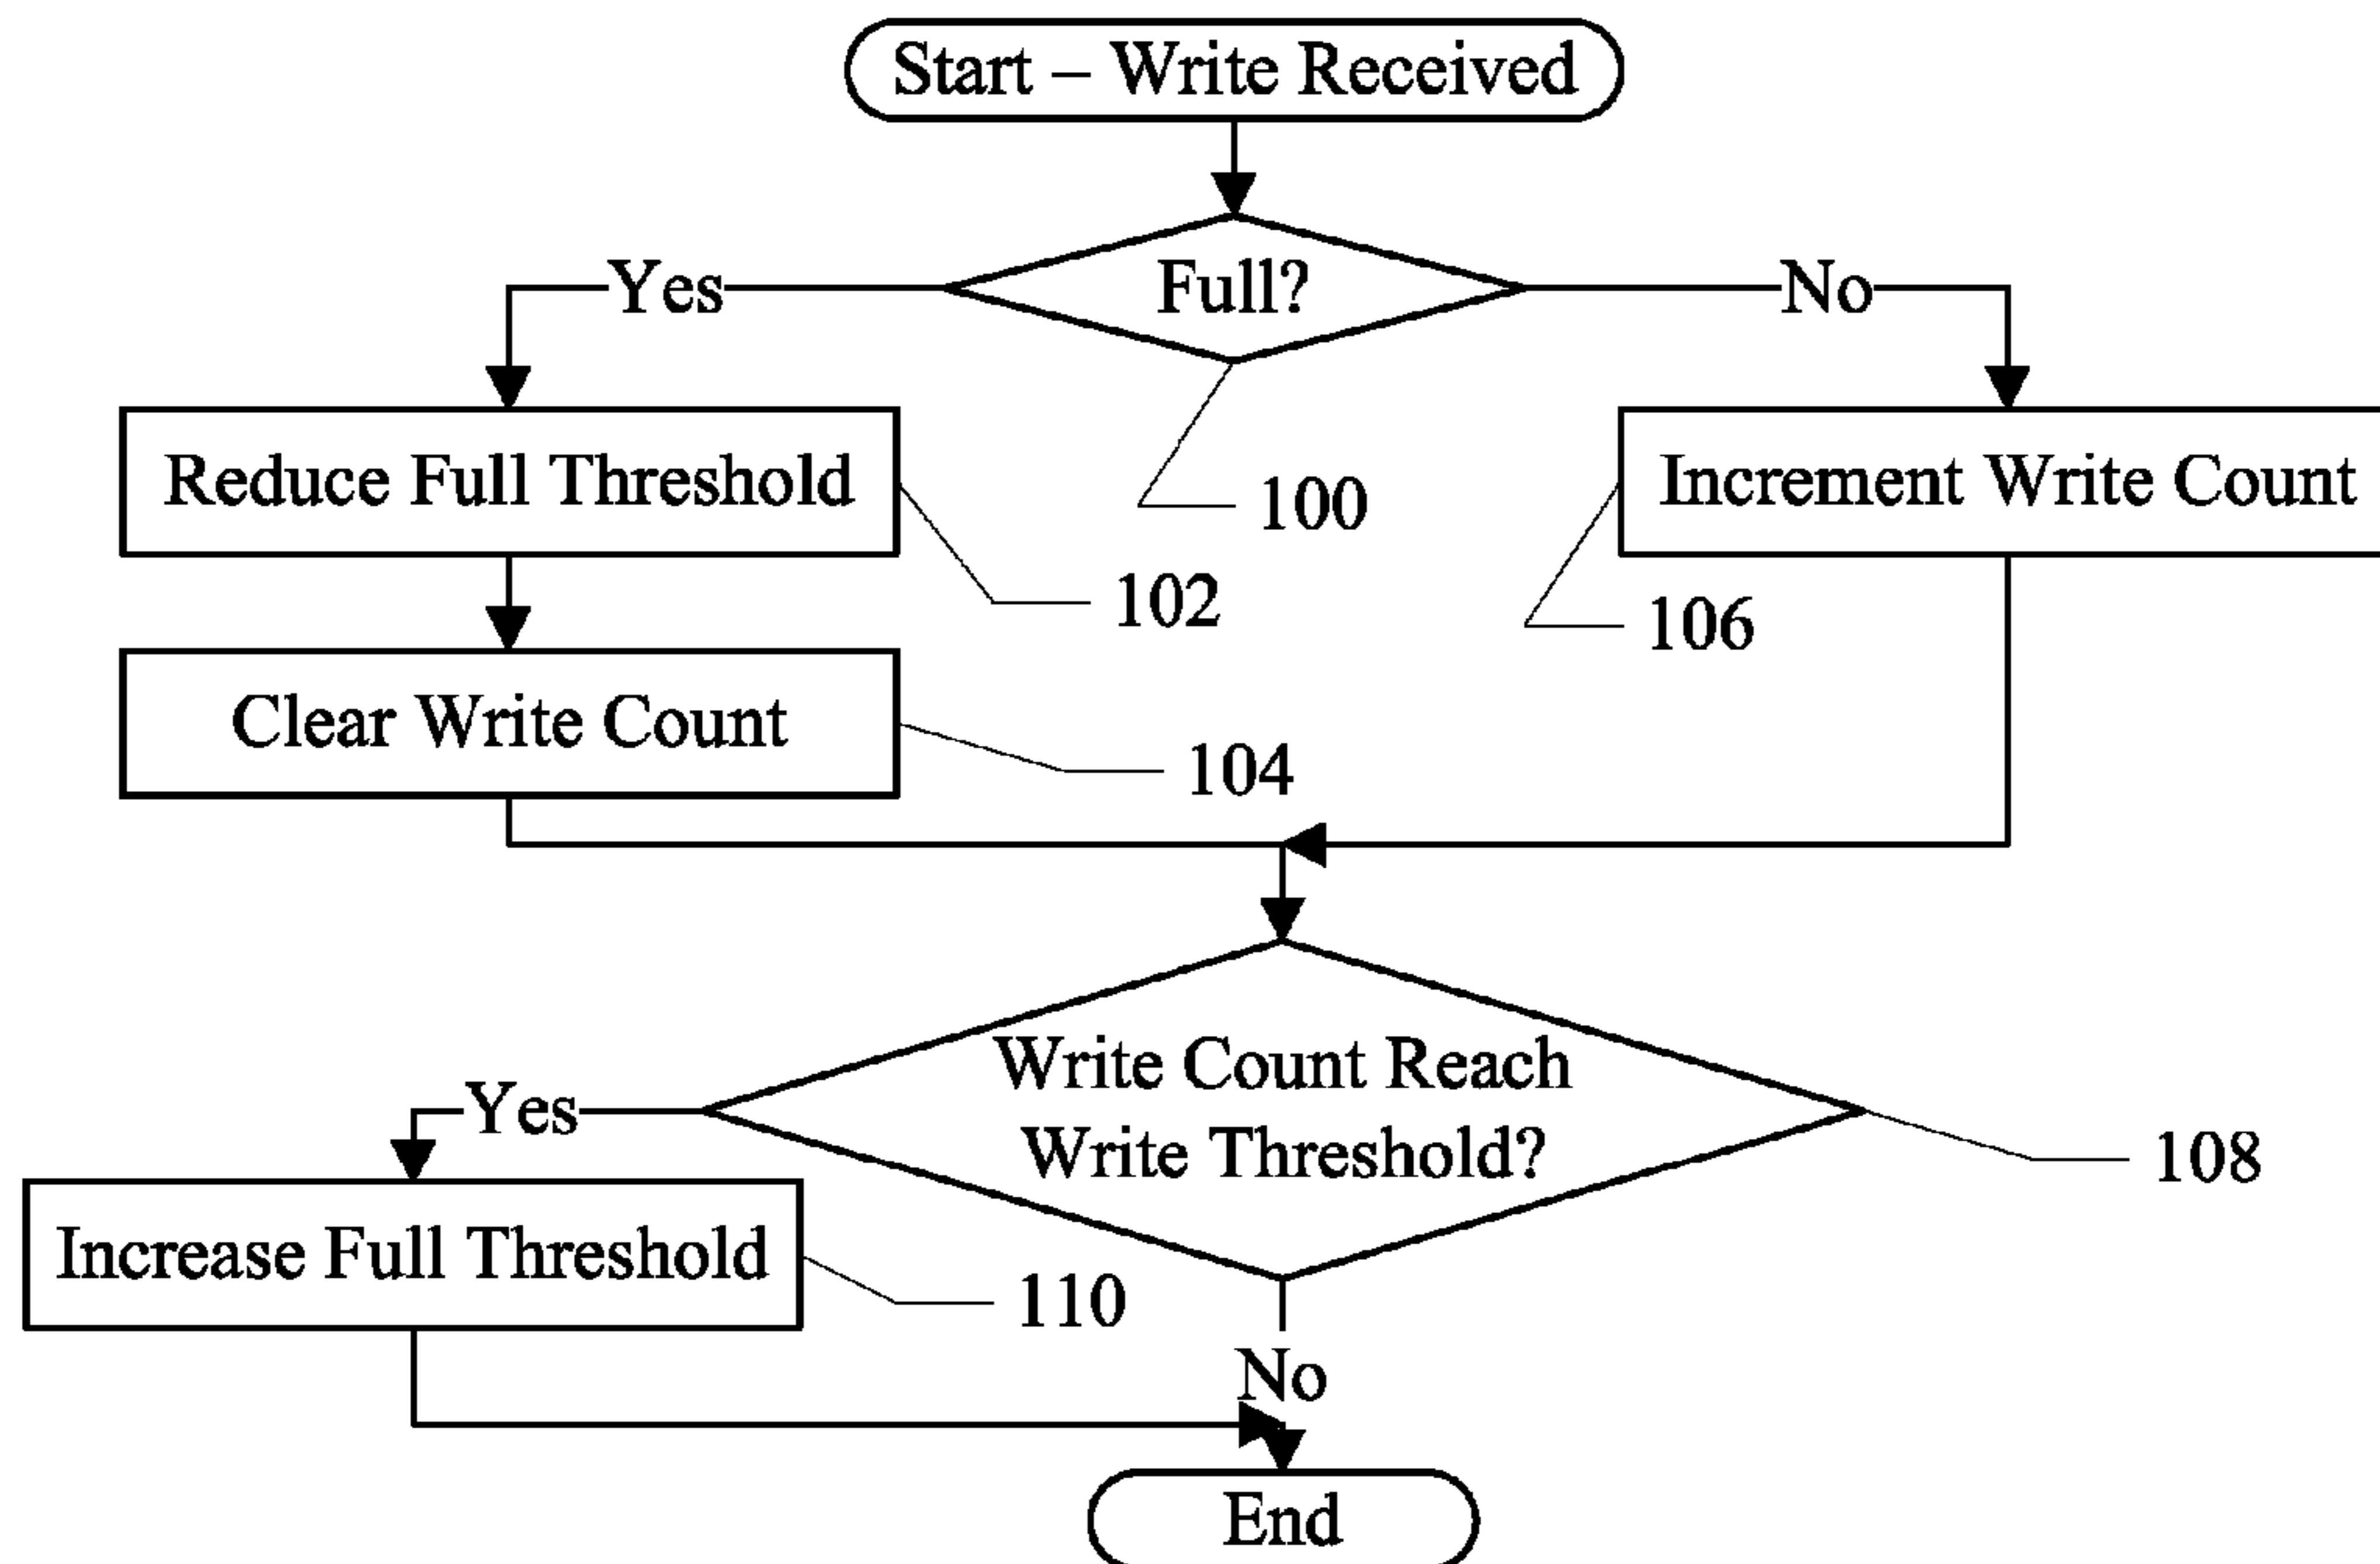 Start – Write Received
Full?
Yes
No
Reduce Full Threshold
Increment Write Count
100
102
106
Clear Write Count
104
Write Count Reach
Write Threshold?
Yes
108
Increase Full Threshold
110
No
End